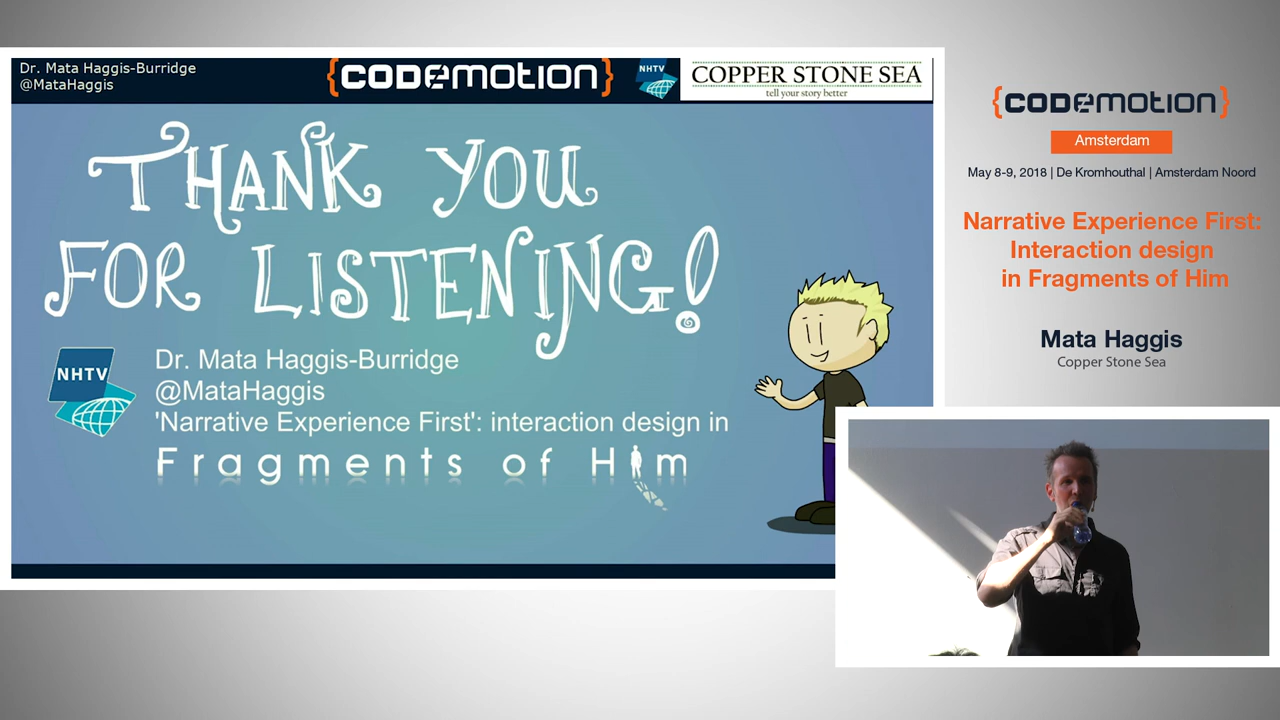 Dr. Mata Haggis-Burridge
@MataHaggis
{CODEMOTION}
NHTV
COPPER STONE SEA
tell your story better
THANK YOU
FOR LISTENING!
NHTV
Dr. Mata Haggis-Burridge
@MataHaggis
'Narrative Experience First': interaction design in
Fragments of Him
{CODEMOTION}
Amsterdam
May 8-9, 2018 | De Kromhouthal | Amsterdam Noord
Narrative Experience First:
Interaction design
in Fragments of Him
Mata Haggis
Copper Stone Sea